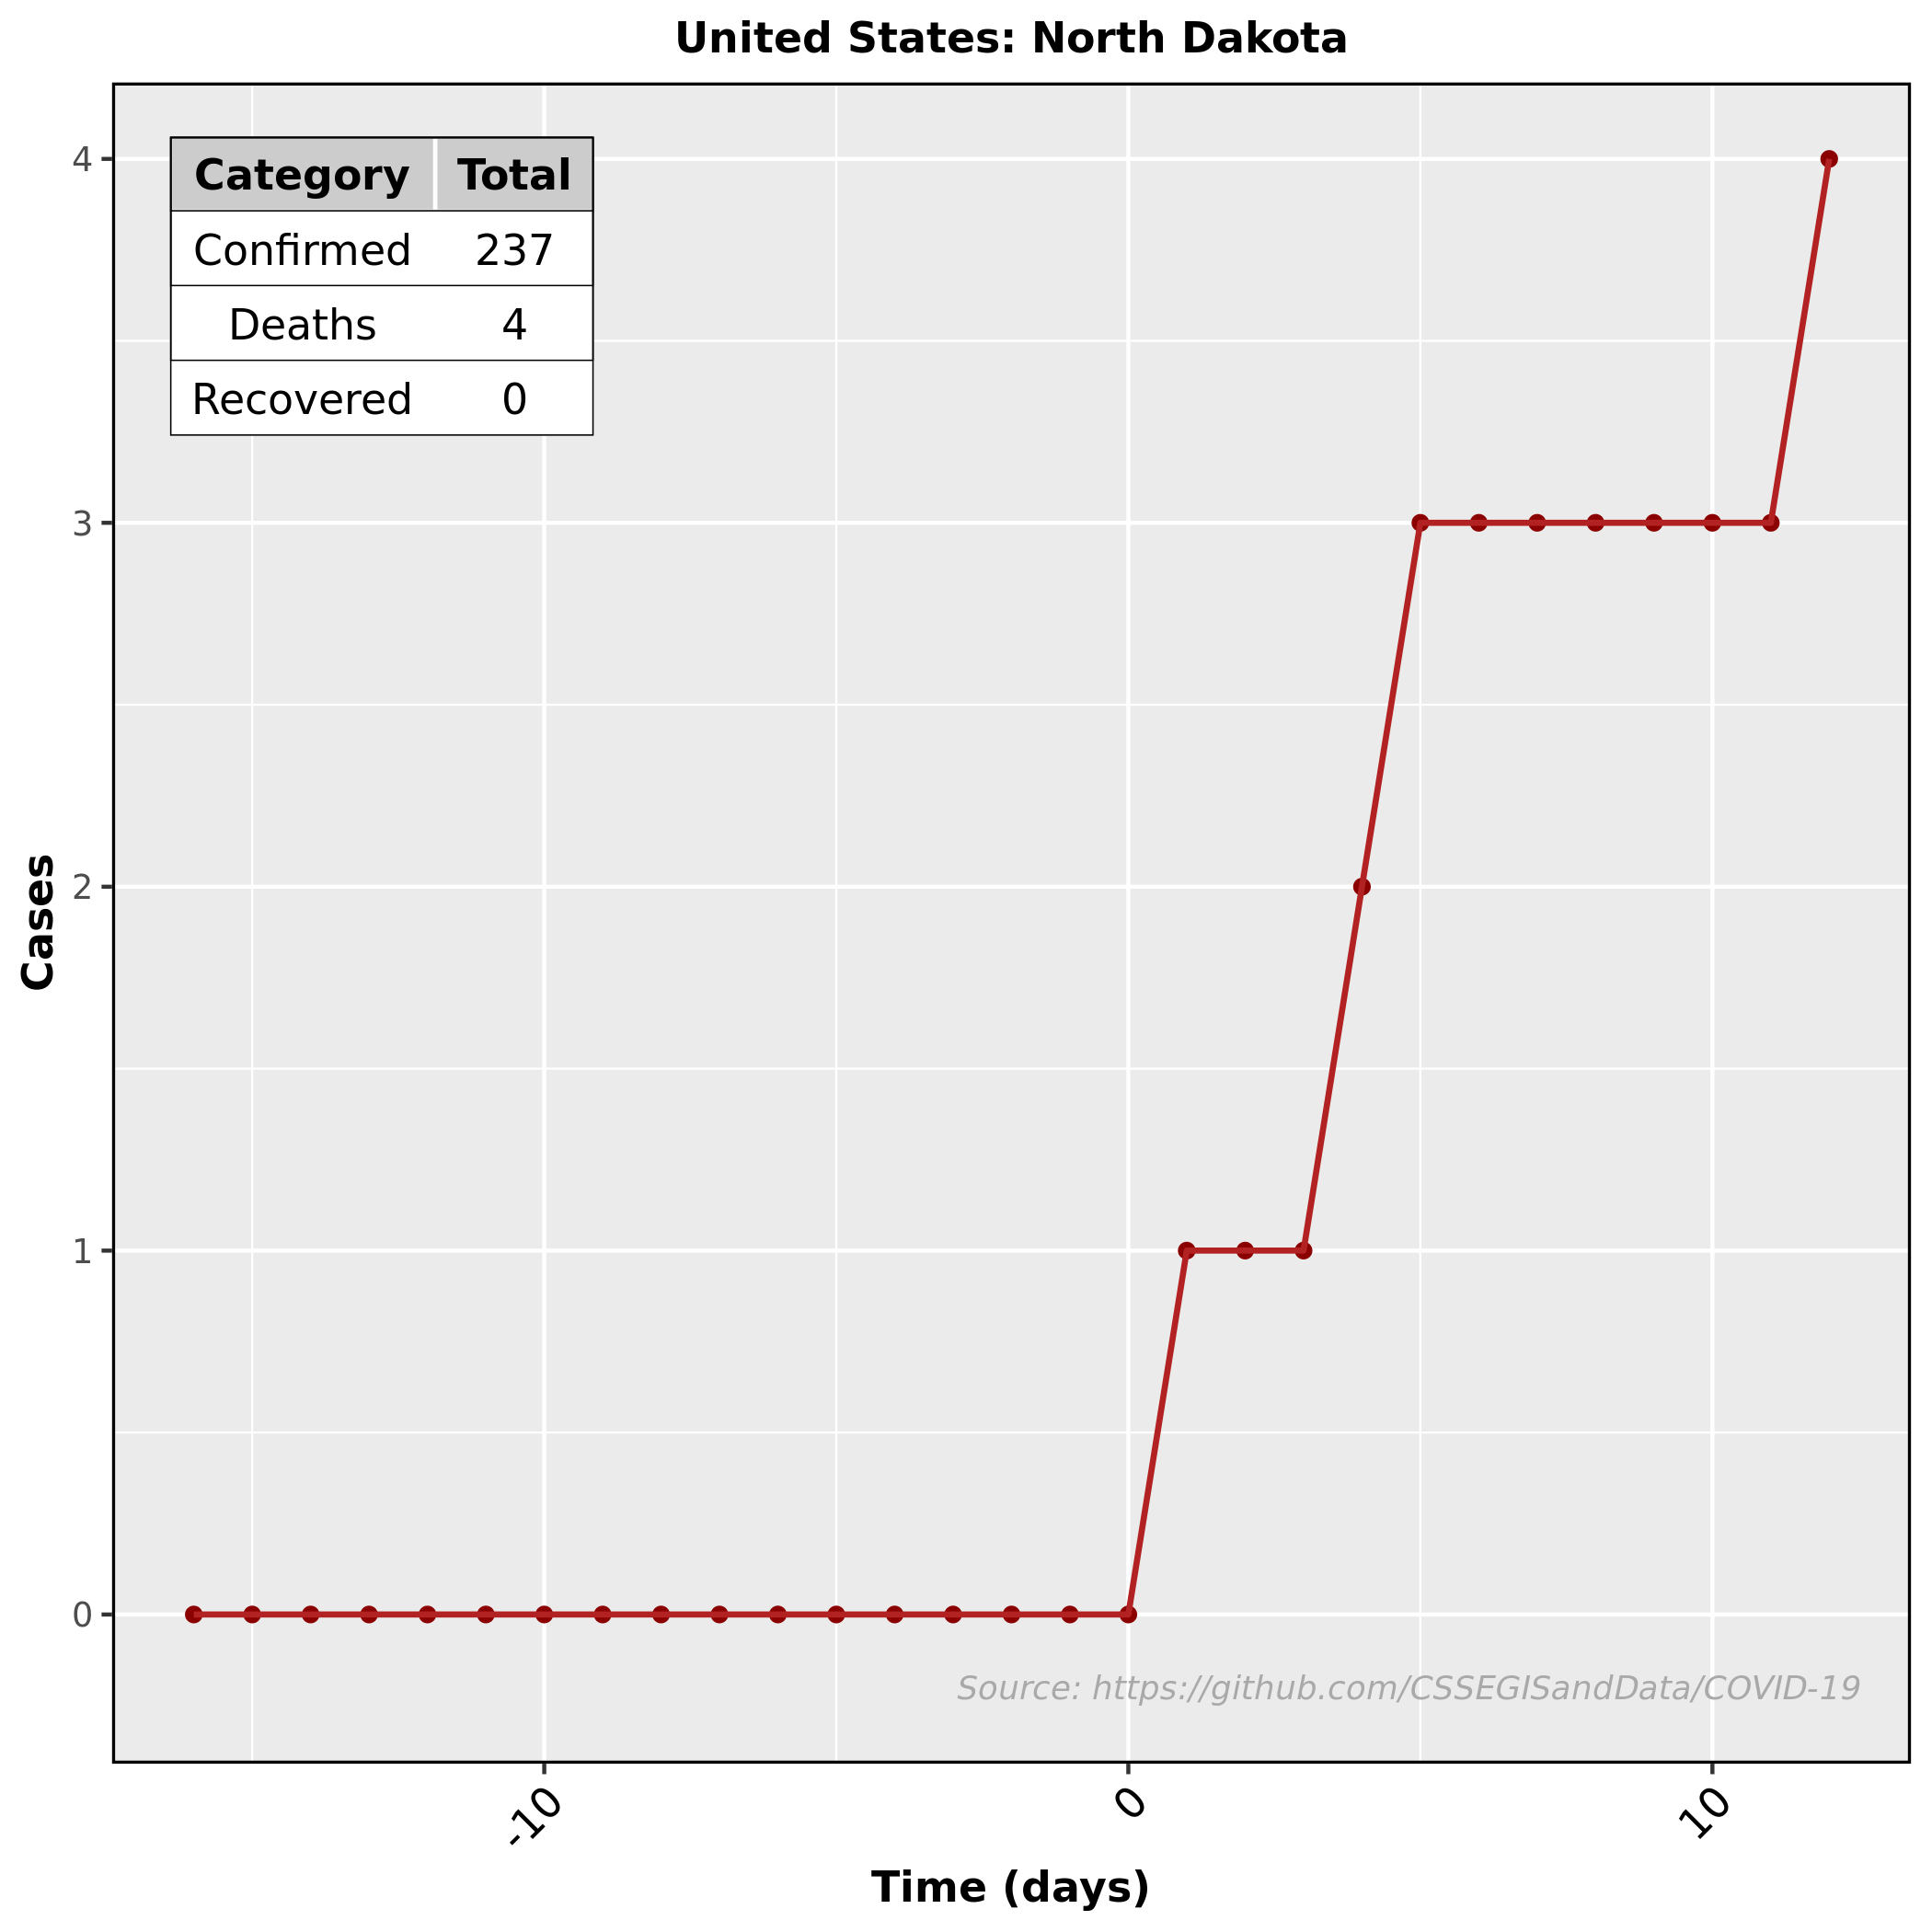 United States: North Dakota
Category Total
Confirmed 237
Deaths 4
Recovered 0
4
3
2
1
0
Cases
Source: https://github.com/CSSEGISandData/COVID-19
-10 0 10
Time (days)